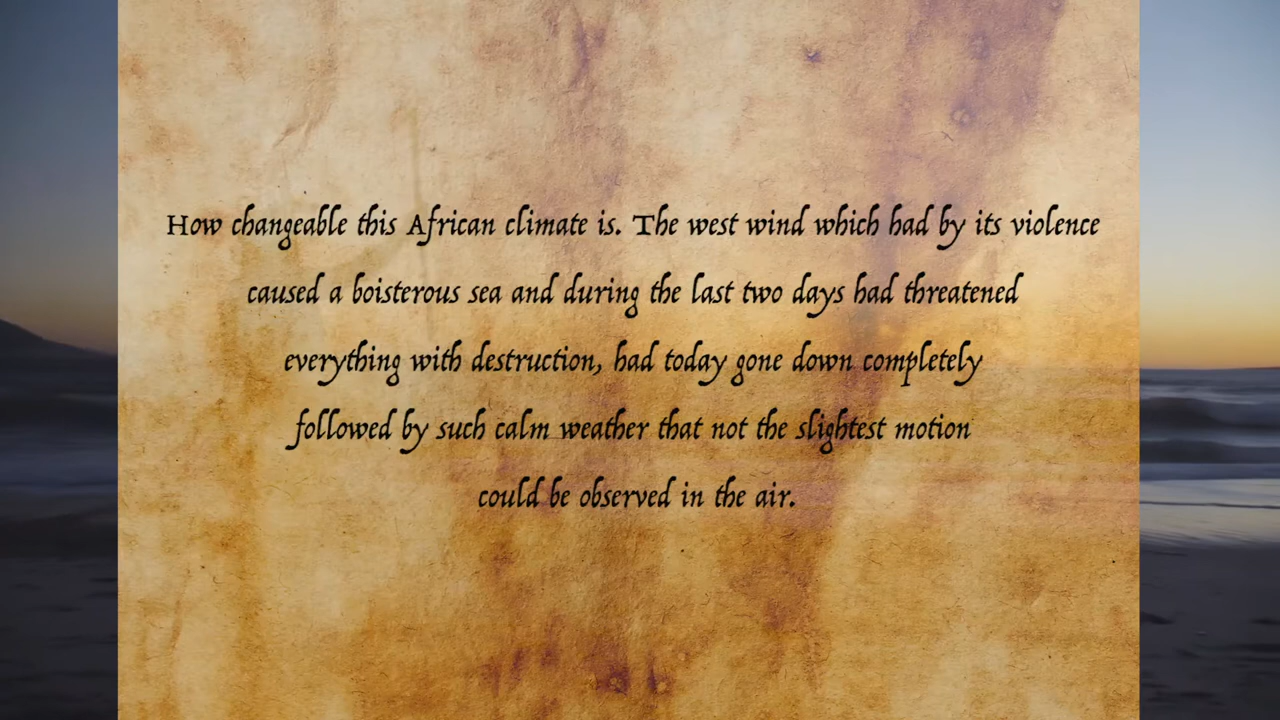 How changeable this African climate is. The west wind which had by its violence
caused a boisterous sea and during the last two days had threatened
everything with destruction, had today gone down completely
followed by such calm weather that not the slightest motion
could be observed in the air.